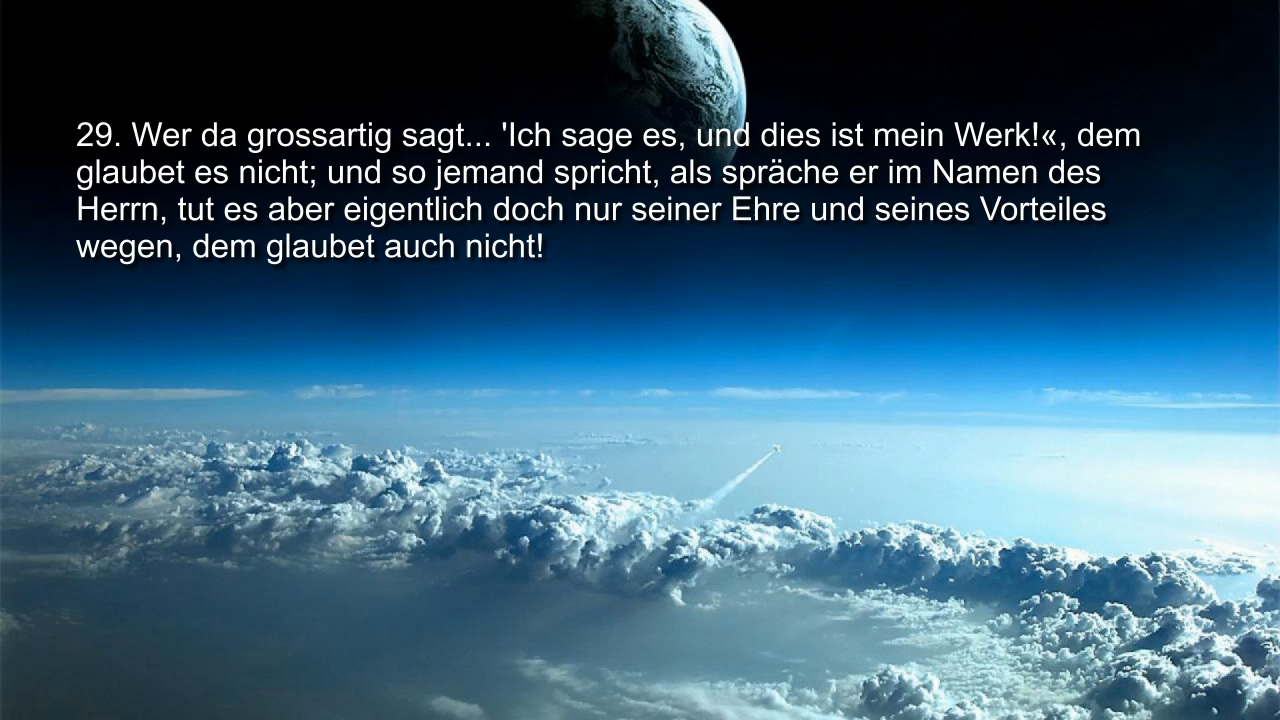 29. Wer da grossartig sagt... 'Ich sage es, und dies ist mein Werk!«, dem
glaubet es nicht; und so jemand spricht, als spräche er im Namen des
Herrn, tut es aber eigentlich doch nur seiner Ehre und seines Vorteiles
wegen, dem glaubet auch nicht!